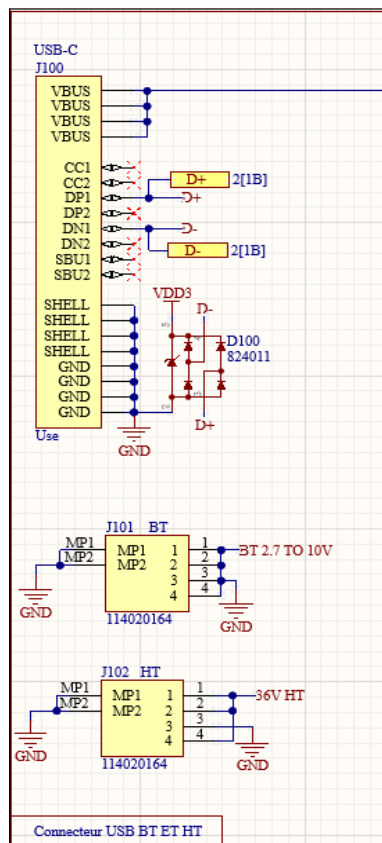 USB-C
J100
VBUS
VBUS
VBUS
VBUS
CC1
CC2
DP1
DP2
DN1
DN2
SBU1
SBU2
D+ 2[1B]
D+
D-
D- 2[1B]
SHELL
SHELL
SHELL
SHELL
GND
GND
GND
GND
Use
GND
VDD3
D-
D100
824011
D+
J101 BT
MP1
MP2
MP1
MP2
1
2
3
4
1
2
3
4
BT 2.7 TO 10V
GND
GND
114020164
J102 HT
MP1
MP2
MP1
MP2
1
2
3
4
1
2
3
4
36V HT
GND
GND
114020164
Connecteur USB BT ET HT